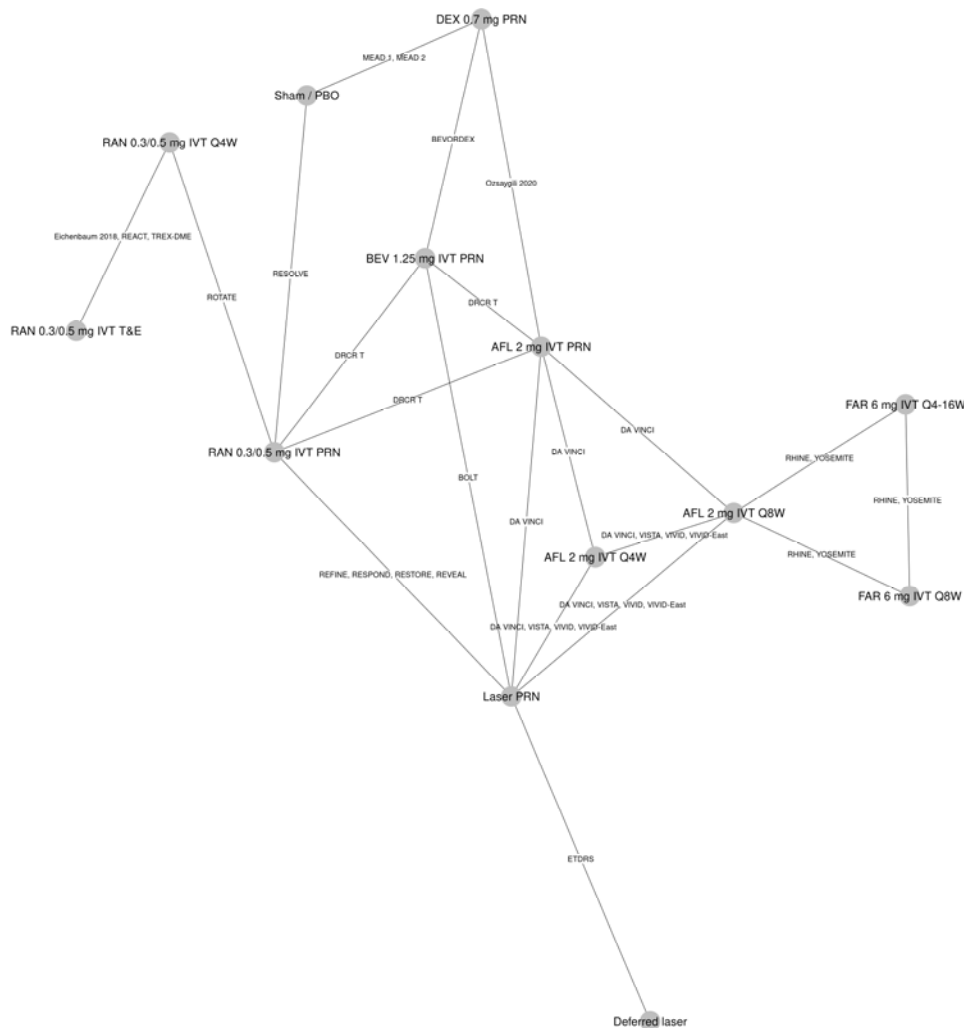 DEX 0.7 mg PRN
MEAD 1, MEAD 2
Sham / PBO
RAN 0.3/0.5 mg IVT Q4W
BEVORDEX
Ozsaygili 2020
Eichenbaum 2018, REACT, TREX-DME
BEV 1.25 mg IVT PRN
RESOLVE
ROTATE
DRCR T
RAN 0.3/0.5 mg IVT T&E
AFL 2 mg IVT PRN
DRCR T
DRCR T
FAR 6 mg IVT Q4-16W
DA VINCI
RAN 0.3/0.5 mg IVT PRN
DA VINCI
RHINE, YOSEMITE
BOLT
RHINE, YOSEMITE
AFL 2 mg IVT Q8W
DA VINCI
DA VINCI, VISTA, VIVID, VIVID-East
AFL 2 mg IVT Q4W
RHINE, YOSEMITE
REFINE, RESPOND, RESTORE, REVEAL
FAR 6 mg IVT Q8W
DA VINCI, VISTA, VIVID, VIVID-East
DA VINCI, VISTA, VIVID, VIVID-East
Laser PRN
ETDRS
Deferred laser